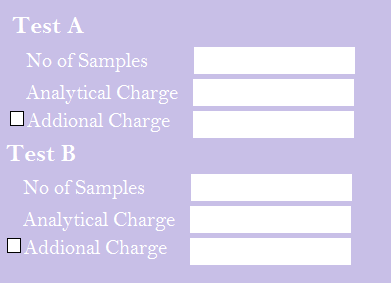 Test A
No of Samples
Analytical Charge
Addional Charge
Test B
No of Samples
Analytical Charge
Addional Charge